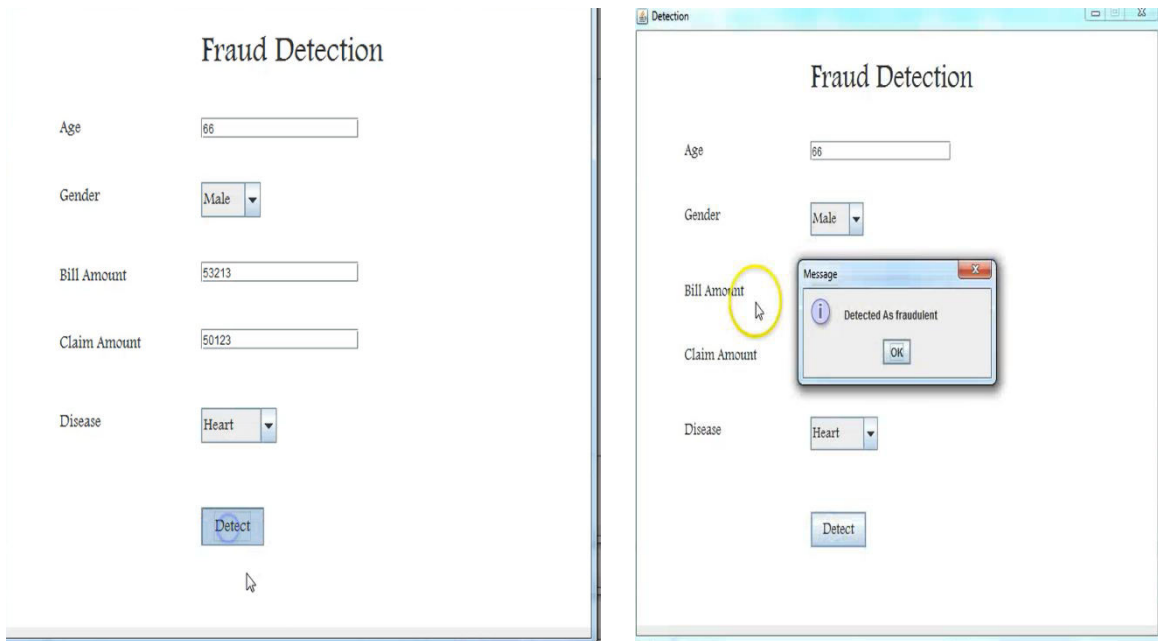 Fraud Detection
Age 66
Gender Male
Bill Amount 53213
Claim Amount 50123
Disease Heart
Detect
Detection
Fraud Detection
Age 66
Gender Male
Bill Amount
Message
Detected As fraudulent
OK
Claim Amount
Disease Heart
Detect